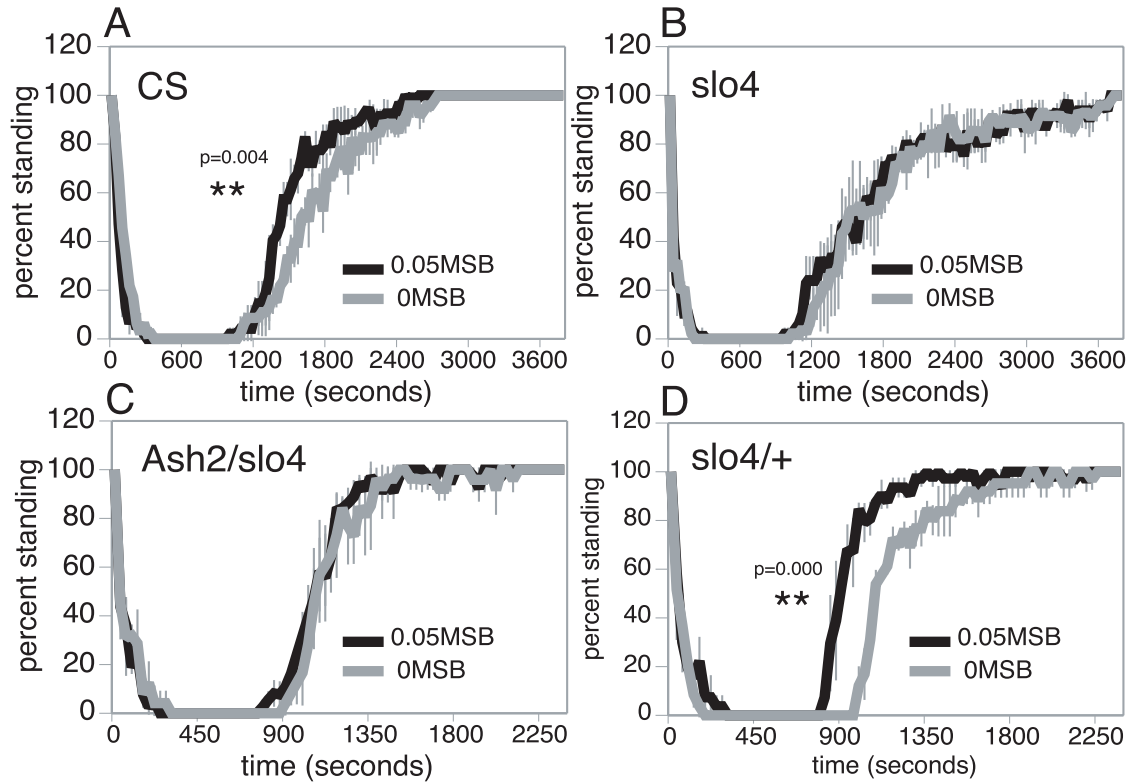 A
120
100
80
60
40
20
0
percent standing
CS
p=0.004
**
0.05MSB
0MSB
0 600 1200 1800 2400 3000 3600
time (seconds)
B
120
100
80
60
40
20
0
percent standing
slo4
0.05MSB
0MSB
0 600 1200 1800 2400 3000 3600
time (seconds)
C
120
100
80
60
40
20
0
percent standing
Ash2/slo4
0.05MSB
0MSB
0 450 900 1350 1800 2250
time (seconds)
D
120
100
80
60
40
20
0
percent standing
slo4/+
p=0.000
**
0.05MSB
0MSB
0 450 900 1350 1800 2250
time (seconds)